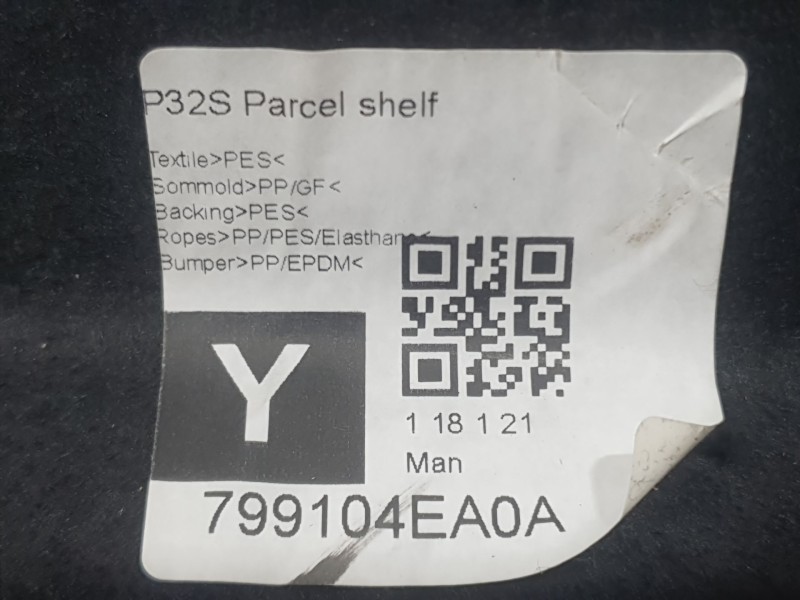 P32S Parcel shelf
Textile>PES<
Sommold>PP/GF<
Backing>PES<
Ropes>PP/PES/Elasthane<
Bumper>PP/EPDM<
Y
1 18 1 21
Man
799104EA0A